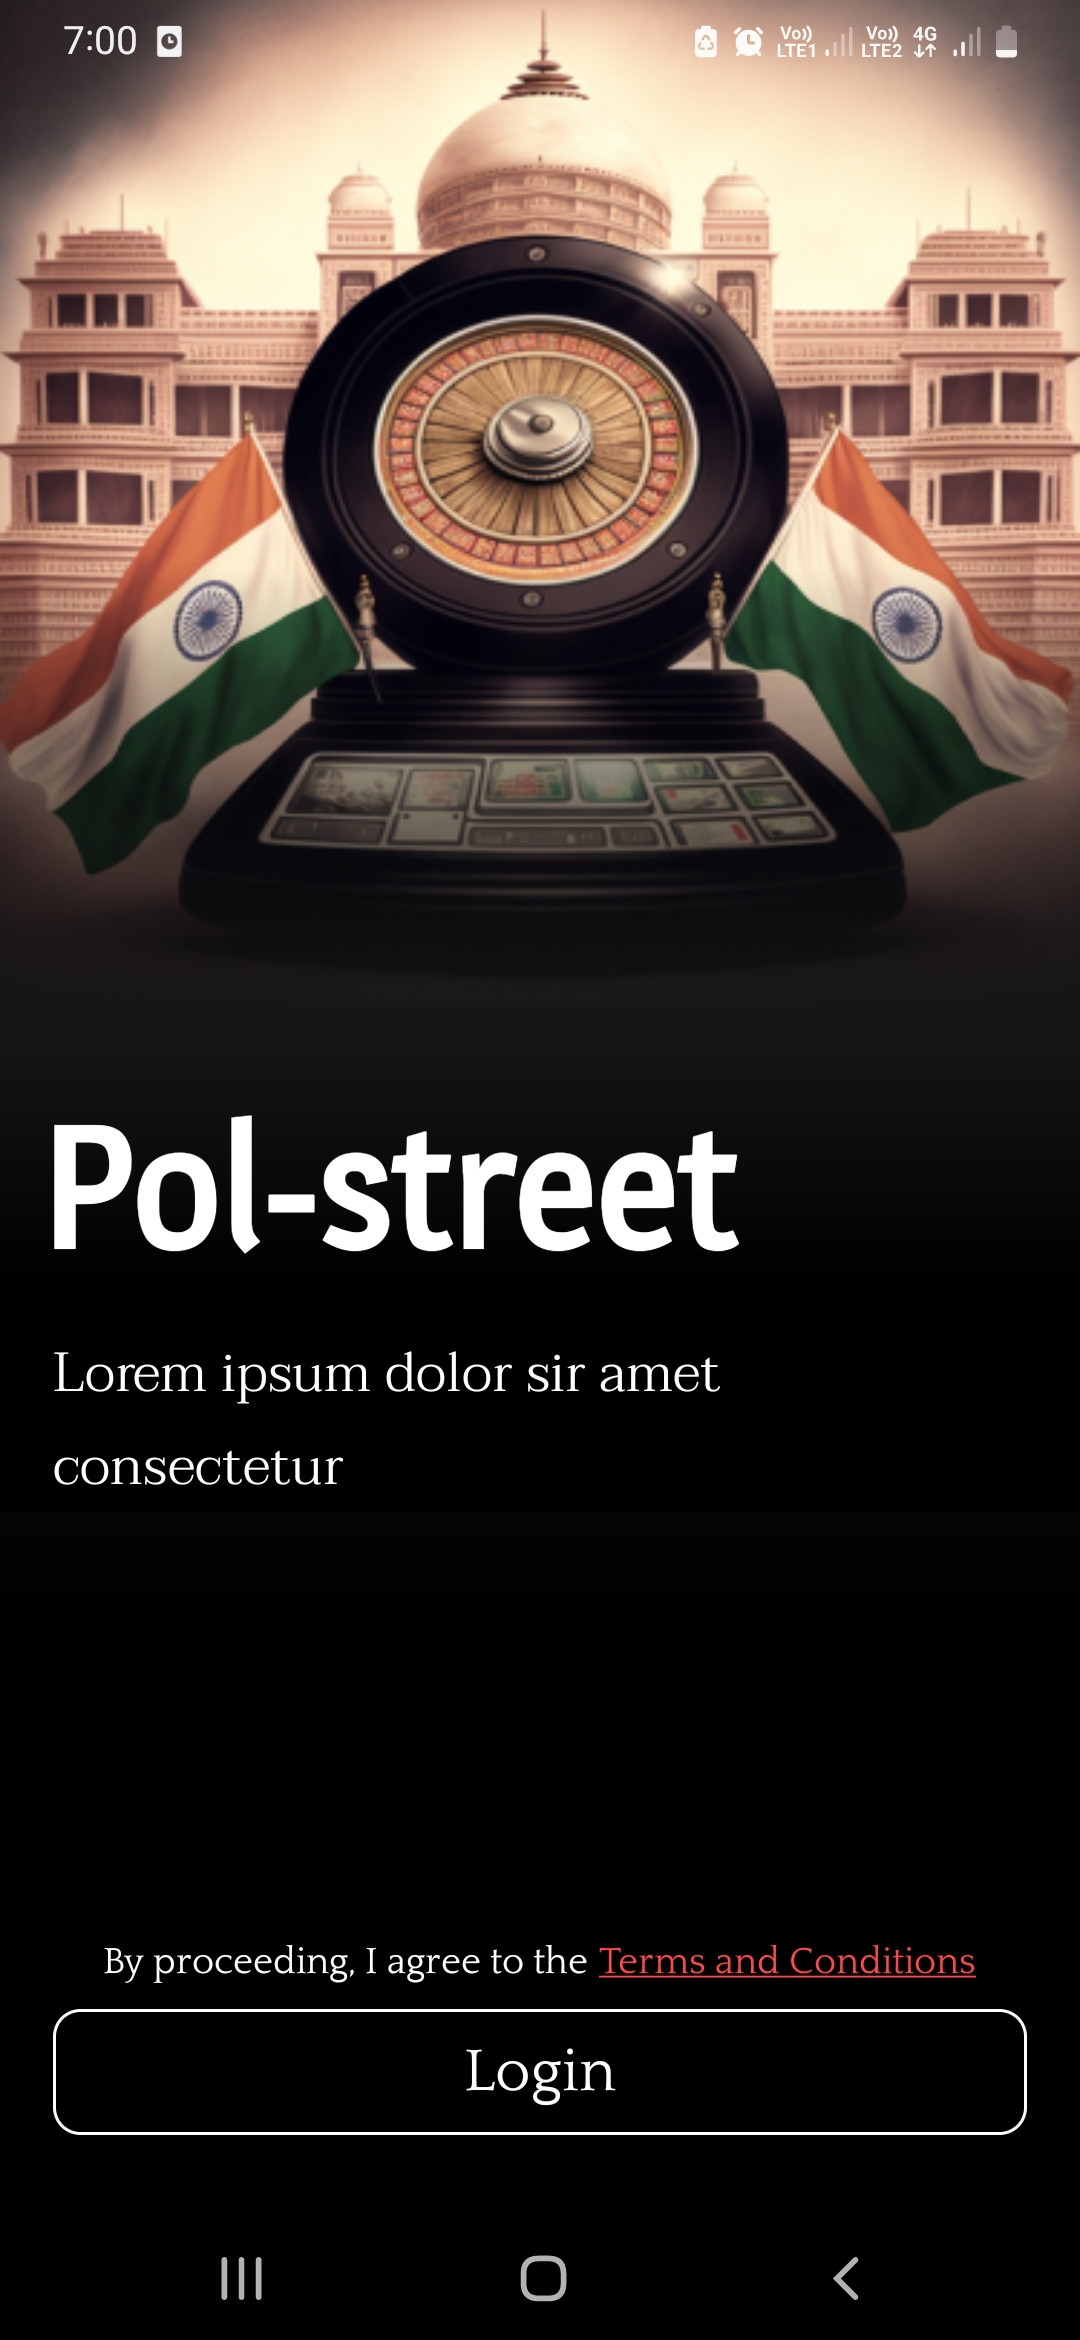 7:00
Vo)) LTE1 Vo)) LTE2 4G
Pol-street
Lorem ipsum dolor sir amet
consectetur
By proceeding, I agree to the Terms and Conditions
Login